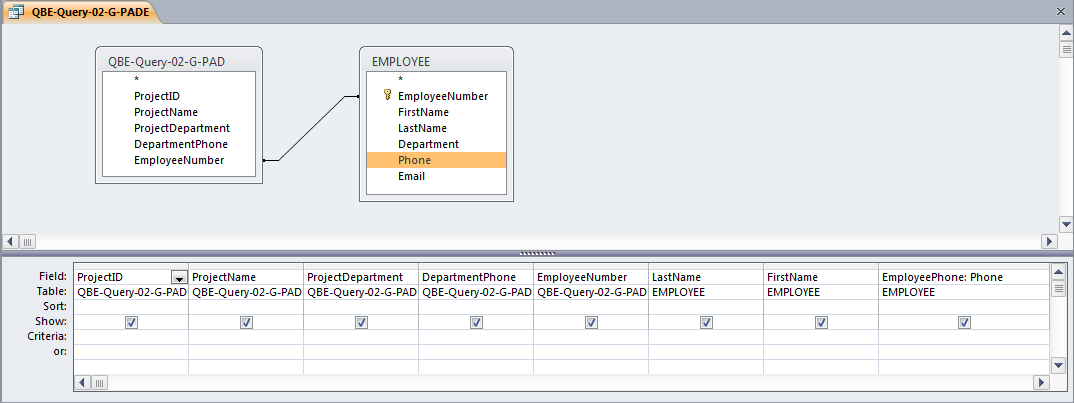 QBE-Query-02-G-PADE
QBE-Query-02-G-PAD
*
ProjectID
ProjectName
ProjectDepartment
DepartmentPhone
EmployeeNumber
EMPLOYEE
*
EmployeeNumber
FirstName
LastName
Department
Phone
Email
Field: ProjectID ProjectName ProjectDepartment DepartmentPhone EmployeeNumber LastName FirstName EmployeePhone: Phone
Table: QBE-Query-02-G-PAD QBE-Query-02-G-PAD QBE-Query-02-G-PAD QBE-Query-02-G-PAD QBE-Query-02-G-PAD EMPLOYEE EMPLOYEE EMPLOYEE
Sort:
Show:
Criteria:
or: